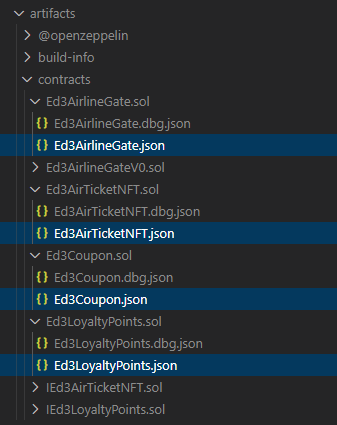 artifacts
@openzeppelin
build-info
contracts
Ed3AirlineGate.sol
{} Ed3AirlineGate.dbg.json
{} Ed3AirlineGate.json
Ed3AirlineGateV0.sol
Ed3AirTicketNFT.sol
{} Ed3AirTicketNFT.dbg.json
{} Ed3AirTicketNFT.json
Ed3Coupon.sol
{} Ed3Coupon.dbg.json
{} Ed3Coupon.json
Ed3LoyaltyPoints.sol
{} Ed3LoyaltyPoints.dbg.json
{} Ed3LoyaltyPoints.json
IEd3AirTicketNFT.sol
IEd3LoyaltyPoints.sol